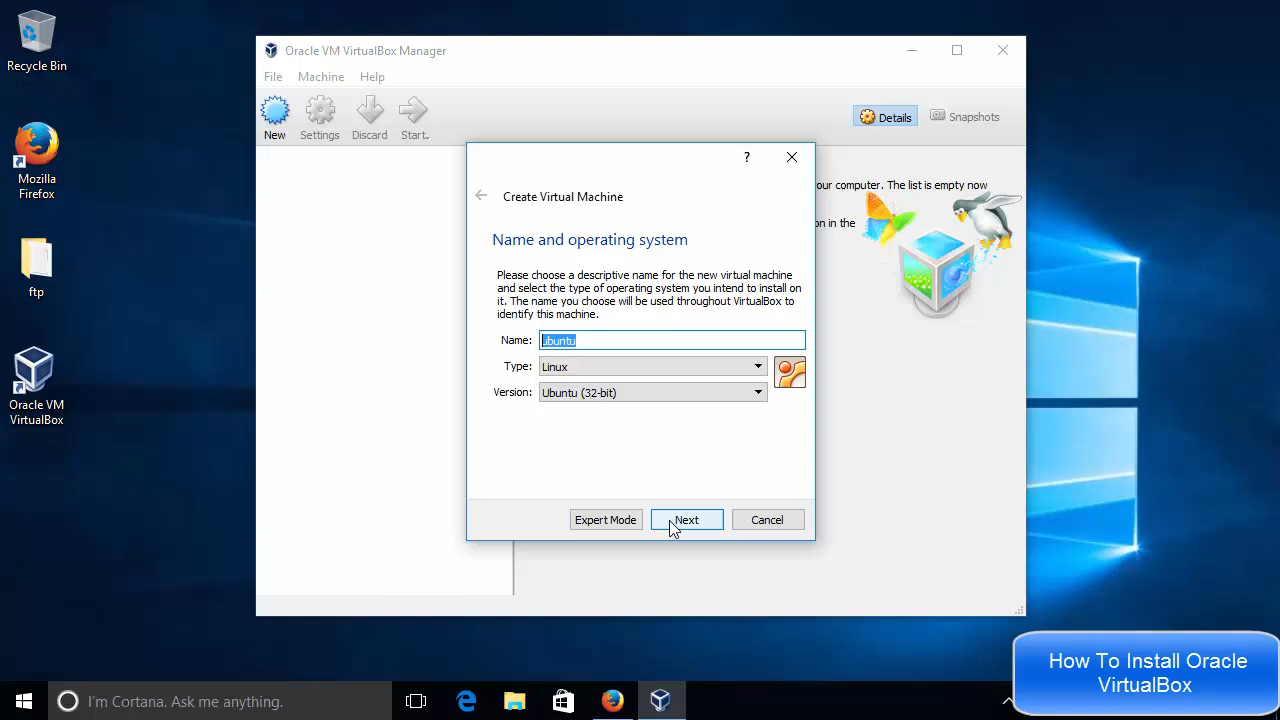 Recycle Bin
Mozilla
Firefox
ftp
Oracle VM
VirtualBox
Oracle VM VirtualBox Manager
File Machine Help
New Settings Discard Start
Details Snapshots
our computer. The list is empty now
on in the
?
Create Virtual Machine
Name and operating system
Please choose a descriptive name for the new virtual machine
and select the type of operating system you intend to install on
it. The name you choose will be used throughout VirtualBox to
identify this machine.
Name: ubuntu
Type: Linux
Version: Ubuntu (32-bit)
Expert Mode Next Cancel
How To Install Oracle
VirtualBox
I'm Cortana. Ask me anything.